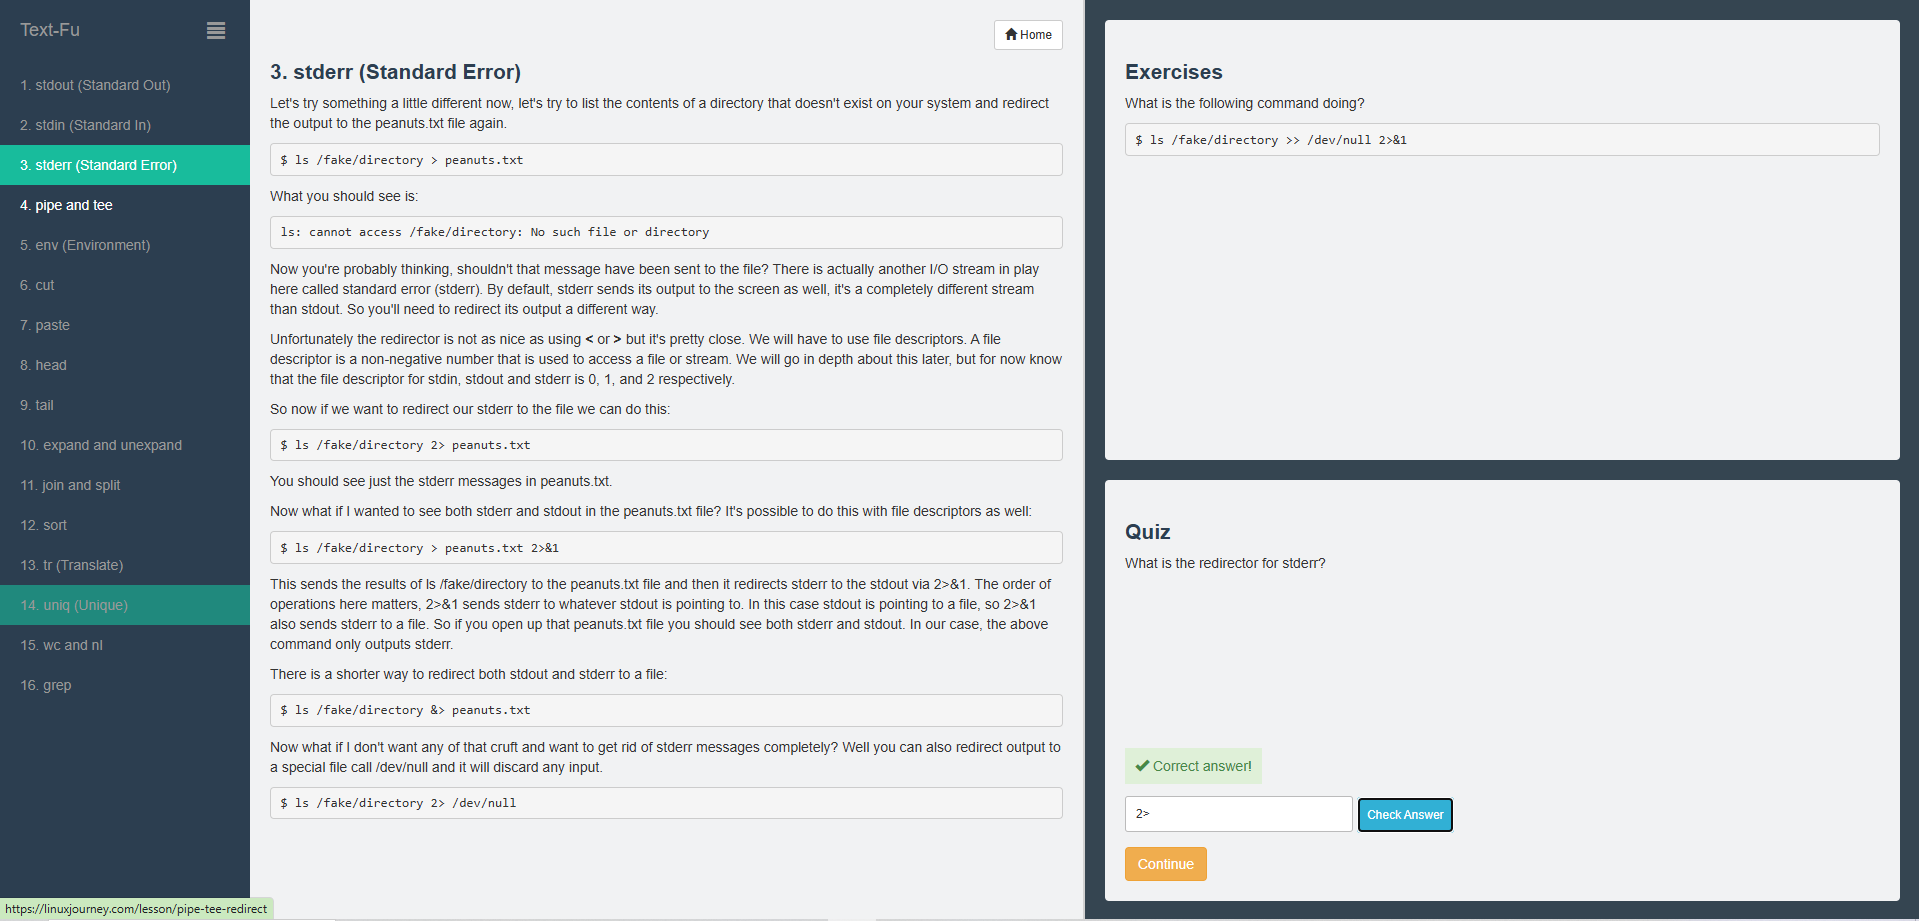 Text-Fu
1. stdout (Standard Out)
2. stdin (Standard In)
3. stderr (Standard Error)
4. pipe and tee
5. env (Environment)
6. cut
7. paste
8. head
9. tail
10. expand and unexpand
11. join and split
12. sort
13. tr (Translate)
14. uniq (Unique)
15. wc and nl
16. grep
https://linuxjourney.com/lesson/pipe-tee-redirect
Home
3. stderr (Standard Error)
Let's try something a little different now, let's try to list the contents of a directory that doesn't exist on your system and redirect
the output to the peanuts.txt file again.
$ ls /fake/directory > peanuts.txt
What you should see is:
ls: cannot access /fake/directory: No such file or directory
Now you're probably thinking, shouldn't that message have been sent to the file? There is actually another I/O stream in play
here called standard error (stderr). By default, stderr sends its output to the screen as well, it's a completely different stream
than stdout. So you'll need to redirect its output a different way.
Unfortunately the redirector is not as nice as using < or > but it's pretty close. We will have to use file descriptors. A file
descriptor is a non-negative number that is used to access a file or stream. We will go in depth about this later, but for now know
that the file descriptor for stdin, stdout and stderr is 0, 1, and 2 respectively.
So now if we want to redirect our stderr to the file we can do this:
$ ls /fake/directory 2> peanuts.txt
You should see just the stderr messages in peanuts.txt.
Now what if I wanted to see both stderr and stdout in the peanuts.txt file? It's possible to do this with file descriptors as well:
$ ls /fake/directory > peanuts.txt 2>&1
This sends the results of ls /fake/directory to the peanuts.txt file and then it redirects stderr to the stdout via 2>&1. The order of
operations here matters, 2>&1 sends stderr to whatever stdout is pointing to. In this case stdout is pointing to a file, so 2>&1
also sends stderr to a file. So if you open up that peanuts.txt file you should see both stderr and stdout. In our case, the above
command only outputs stderr.
There is a shorter way to redirect both stdout and stderr to a file:
$ ls /fake/directory &> peanuts.txt
Now what if I don't want any of that cruft and want to get rid of stderr messages completely? Well you can also redirect output to
a special file call /dev/null and it will discard any input.
$ ls /fake/directory 2> /dev/null
Exercises
What is the following command doing?
$ ls /fake/directory >> /dev/null 2>&1
Quiz
What is the redirector for stderr?
Correct answer!
2>
Check Answer
Continue